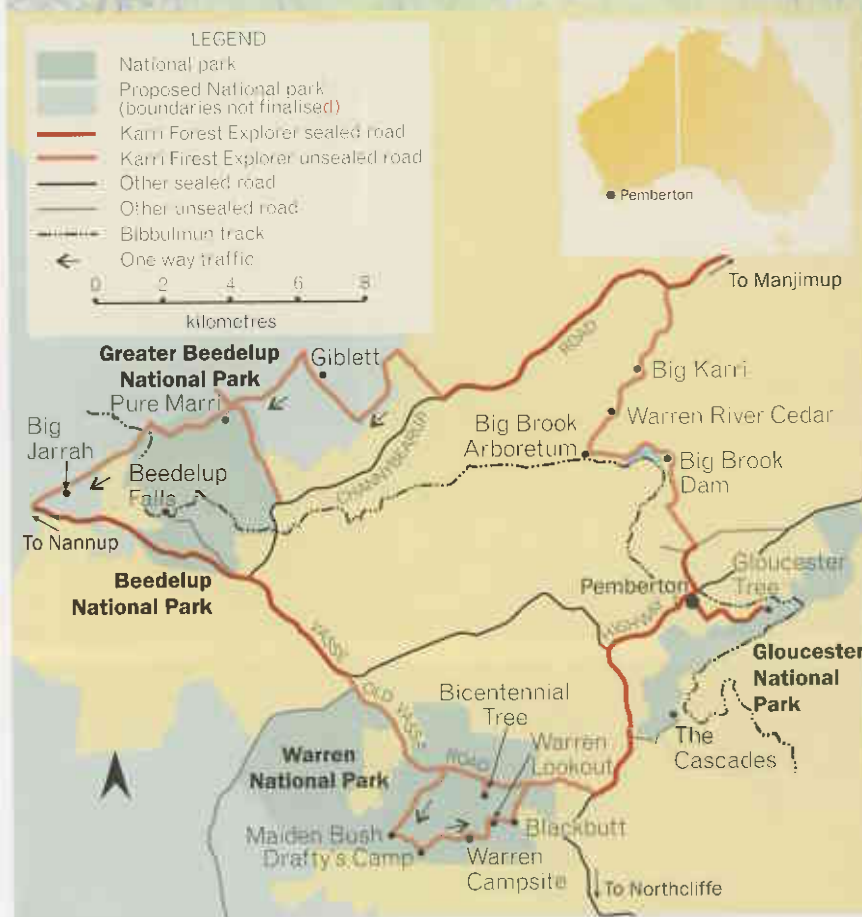 LEGEND
National park
Proposed National park
(boundaries not finalised)
Karri Forest Explorer sealed road
Karri Firest Explorer unsealed road
Other sealed road
Other unsealed road
Bibbulmun track
One way traffic
0 2 4 6 8
kilometres
Pemberton
To Manjimup
Greater Beedelup
National Park
Giblett
Pure Marri
ROAD
Big Karri
Big
Jarrah
Beedelup
Falls
CHANNYBEARUP
Big Brook
Arboretum
Warren River Cedar
Big Brook
Dam
To Nannup
Beedelup
National Park
Pemberton
Gloucester
Tree
VASSE
HIGHWAY
Gloucester
National
Park
OLD VASSE
ROAD
Bicentennial
Tree
Warren
Lookout
The
Cascades
Warren
National Park
Maiden Bush
Drafty's Camp
Blackbutt
Warren
Campsite
To Northcliffe